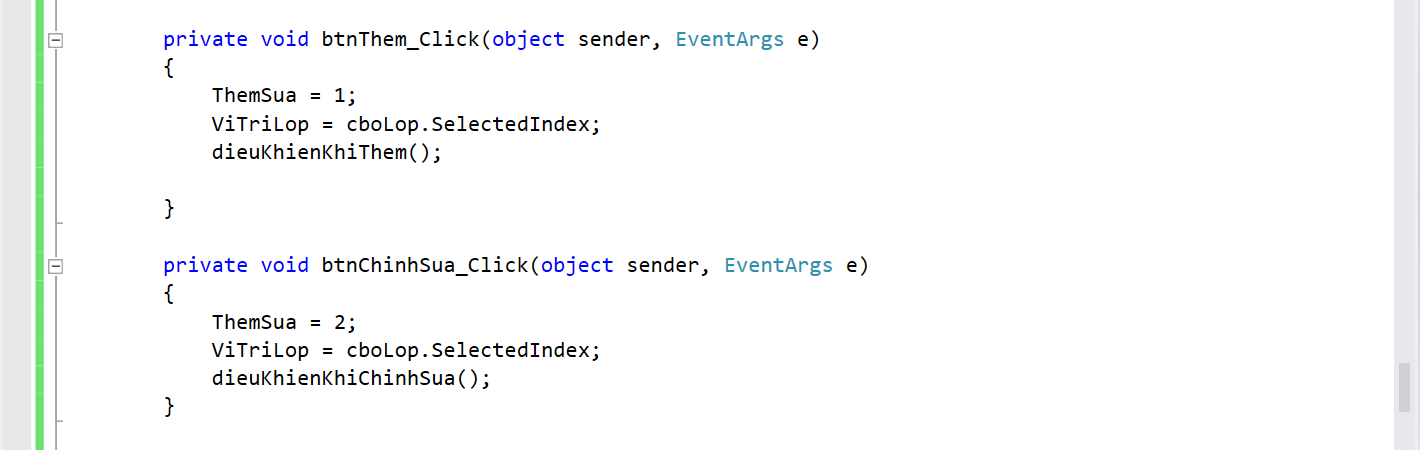 private void btnThem_Click(object sender, EventArgs e)
{
ThemSua = 1;
ViTriLop = cboLop.SelectedIndex;
dieuKhienKhiThem();
}
private void btnChinhSua_Click(object sender, EventArgs e)
{
ThemSua = 2;
ViTriLop = cboLop.SelectedIndex;
dieuKhienKhiChinhSua();
}